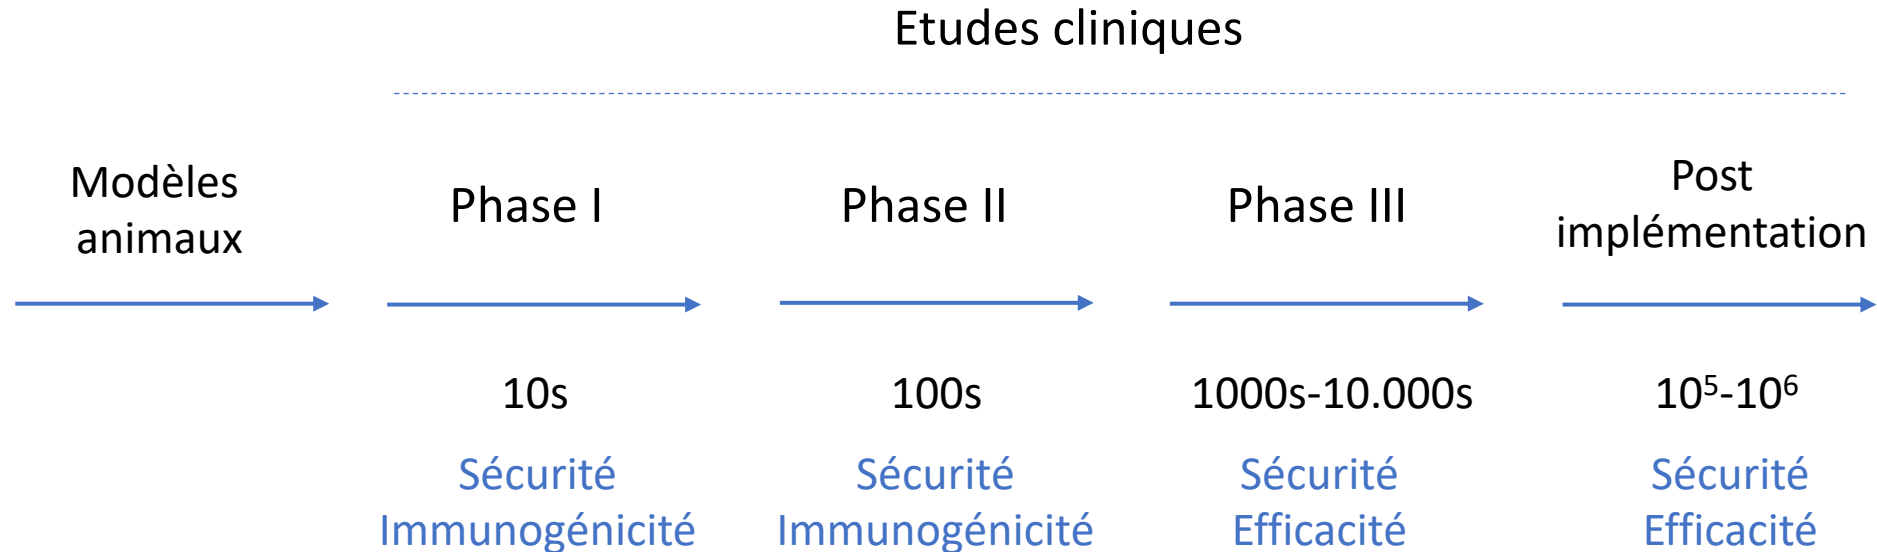 Etudes cliniques
Modèles
animaux
Phase I
Phase II
Phase III
Post
implémentation
10s
100s
1000s-10.000s
10⁵-10⁶
Sécurité
Immunogénicité
Sécurité
Immunogénicité
Sécurité
Efficacité
Sécurité
Efficacité